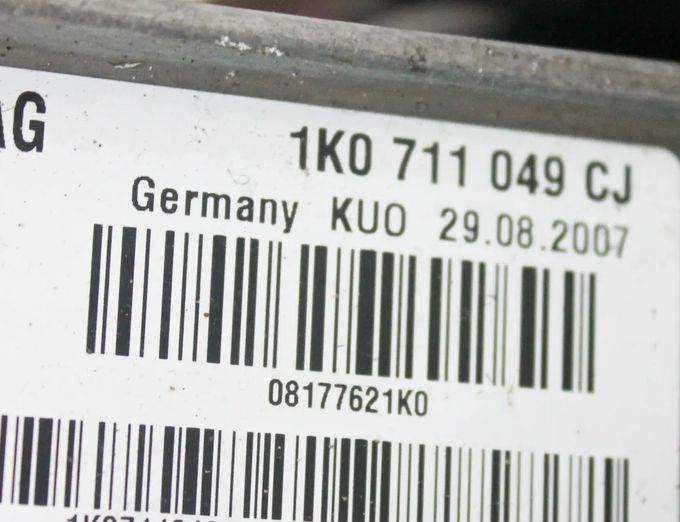 AG
1K0 711 049 CJ
Germany KUO 29.08.2007
08177621K0